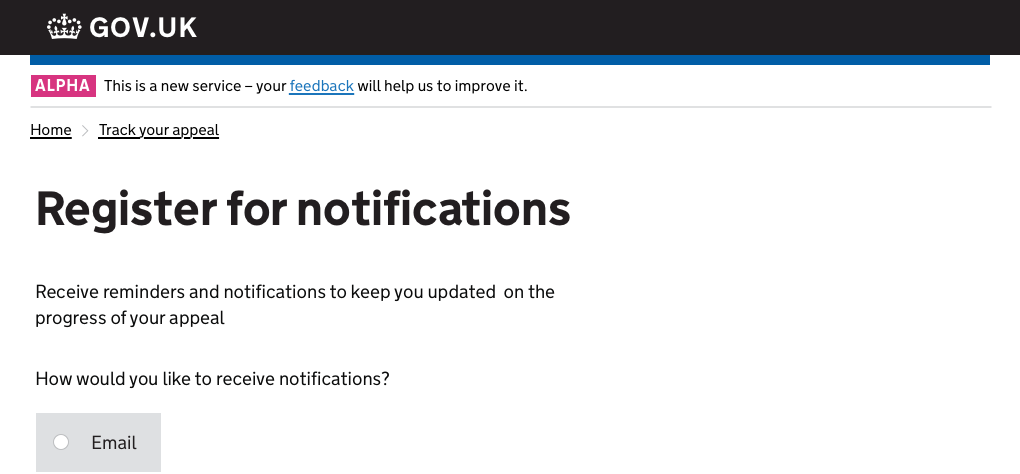 GOV.UK
ALPHA This is a new service – your feedback will help us to improve it.
Home > Track your appeal
Register for notifications
Receive reminders and notifications to keep you updated  on the
progress of your appeal
How would you like to receive notifications?
Email